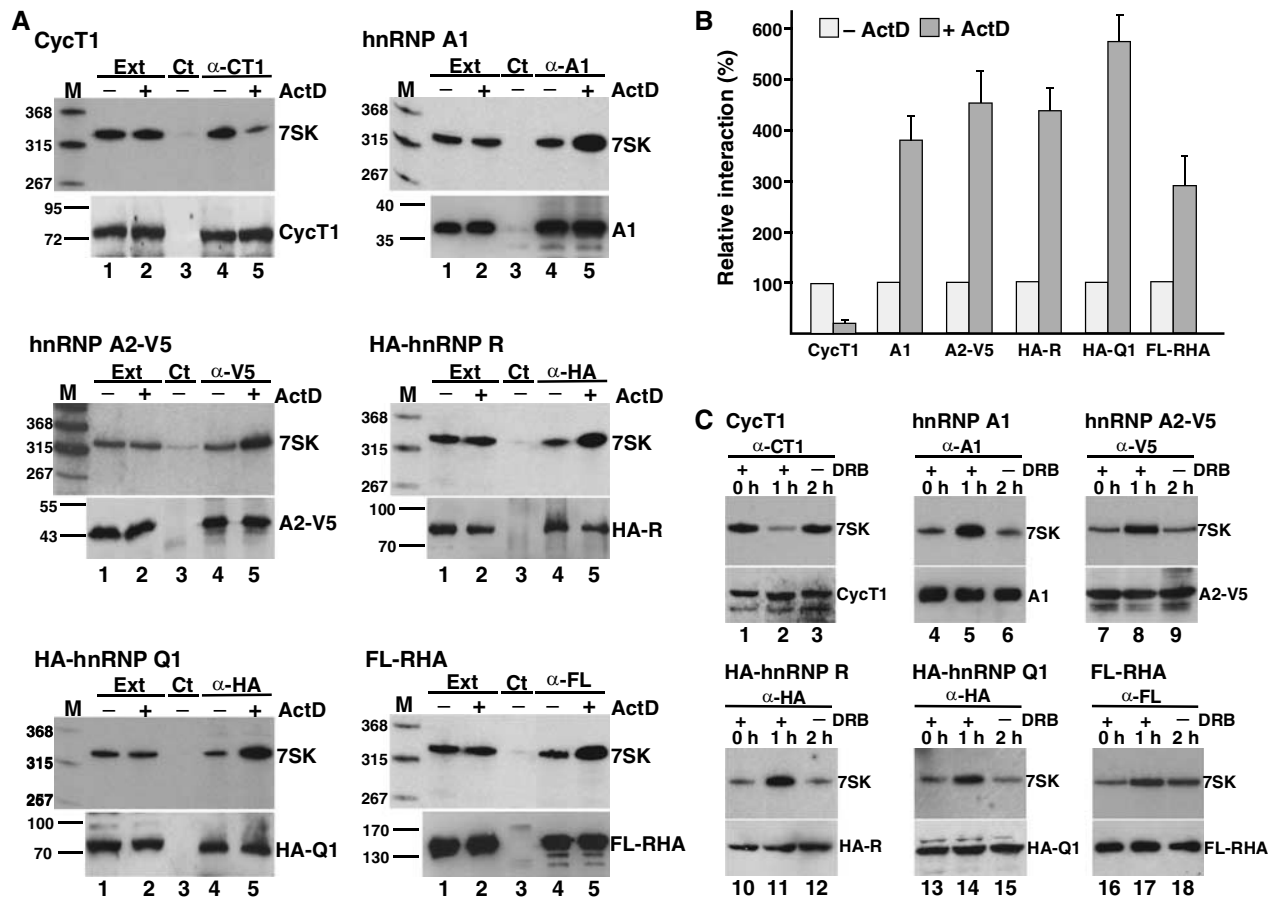 A
CycT1
Ext Ct α-CT1
M – + – + ActD
368
315
267
7SK
95
72
CycT1
1 2 3 4 5
hnRNP A1
Ext Ct α-A1
M – + – + ActD
368
315
267
7SK
40
35
A1
1 2 3 4 5
hnRNP A2-V5
Ext Ct α-V5
M – + – + ActD
368
315
267
7SK
55
43
A2-V5
1 2 3 4 5
HA-hnRNP R
Ext Ct α-HA
M – + – + ActD
368
315
267
7SK
100
70
HA-R
1 2 3 4 5
HA-hnRNP Q1
Ext Ct α-HA
M – + – + ActD
368
315
267
7SK
100
70
HA-Q1
1 2 3 4 5
FL-RHA
Ext Ct α-FL
M – + – + ActD
368
315
267
7SK
170
130
FL-RHA
1 2 3 4 5
B
– ActD + ActD
Relative interaction (%)
600
500
400
300
200
100
CycT1 A1 A2-V5 HA-R HA-Q1 FL-RHA
C
CycT1
α-CT1
+ + – DRB
0 h 1 h 2 h
7SK
CycT1
1 2 3
hnRNP A1
α-A1
+ + – DRB
0 h 1 h 2 h
7SK
A1
4 5 6
hnRNP A2-V5
α-V5
+ + – DRB
0 h 1 h 2 h
7SK
A2-V5
7 8 9
HA-hnRNP R
α-HA
+ + – DRB
0 h 1 h 2 h
7SK
HA-R
10 11 12
HA-hnRNP Q1
α-HA
+ + – DRB
0 h 1 h 2 h
7SK
HA-Q1
13 14 15
FL-RHA
α-FL
+ + – DRB
0 h 1 h 2 h
7SK
FL-RHA
16 17 18